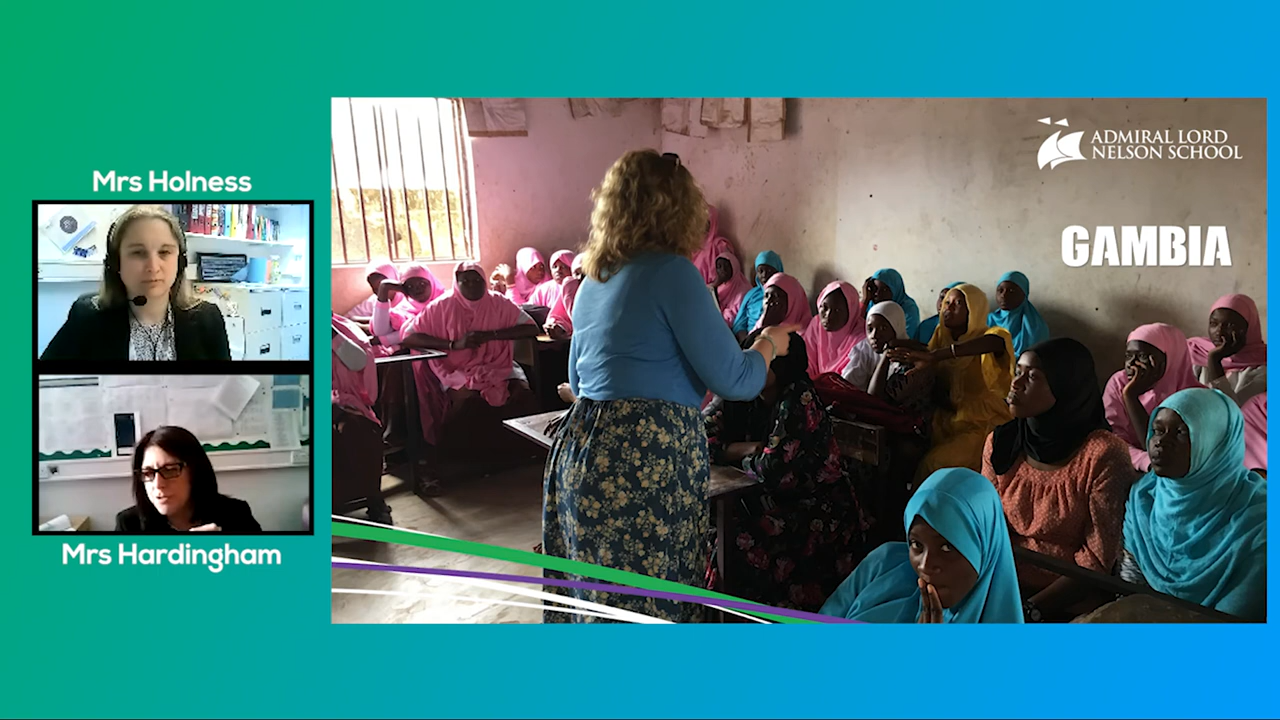 Mrs Holness
Mrs Hardingham
ADMIRAL LORD
NELSON SCHOOL
GAMBIA